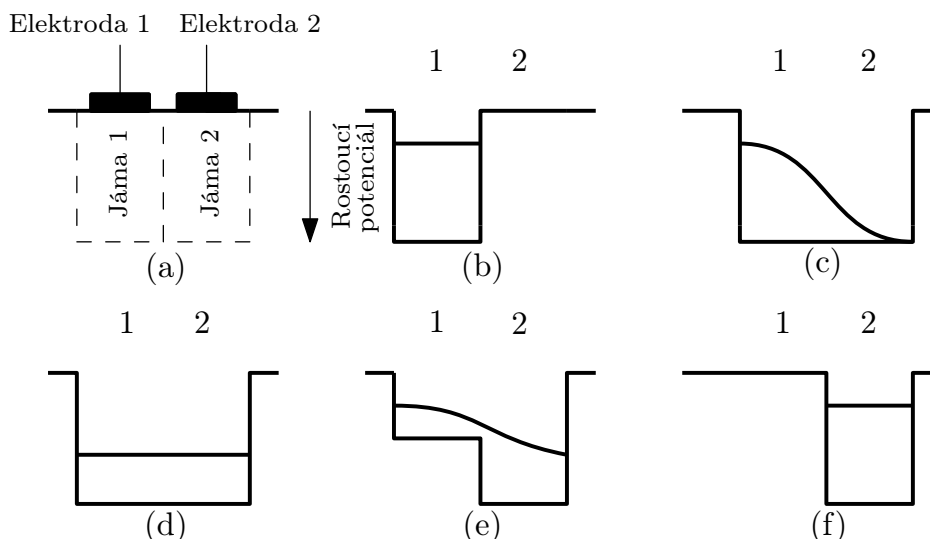 Elektroda 1 Elektroda 2
Jáma 1
Jáma 2
Rostoucí
potenciál
(a)
1 2
(b)
1 2
(c)
1 2
(d)
1 2
(e)
1 2
(f)